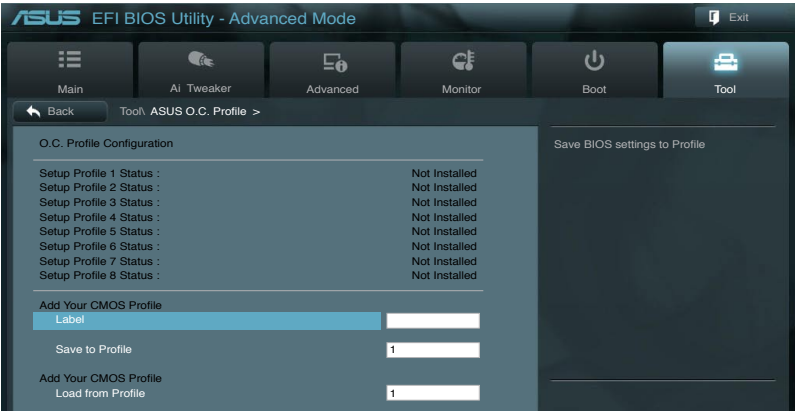 ASUS EFI BIOS Utility - Advanced Mode
Exit
Main
Ai Tweaker
Advanced
Monitor
Boot
Tool
Back
Tool\ ASUS O.C. Profile >
O.C. Profile Configuration
Setup Profile 1 Status : Not Installed
Setup Profile 2 Status : Not Installed
Setup Profile 3 Status : Not Installed
Setup Profile 4 Status : Not Installed
Setup Profile 5 Status : Not Installed
Setup Profile 6 Status : Not Installed
Setup Profile 7 Status : Not Installed
Setup Profile 8 Status : Not Installed
Add Your CMOS Profile
Label
Save to Profile 1
Add Your CMOS Profile
Load from Profile 1
Save BIOS settings to Profile